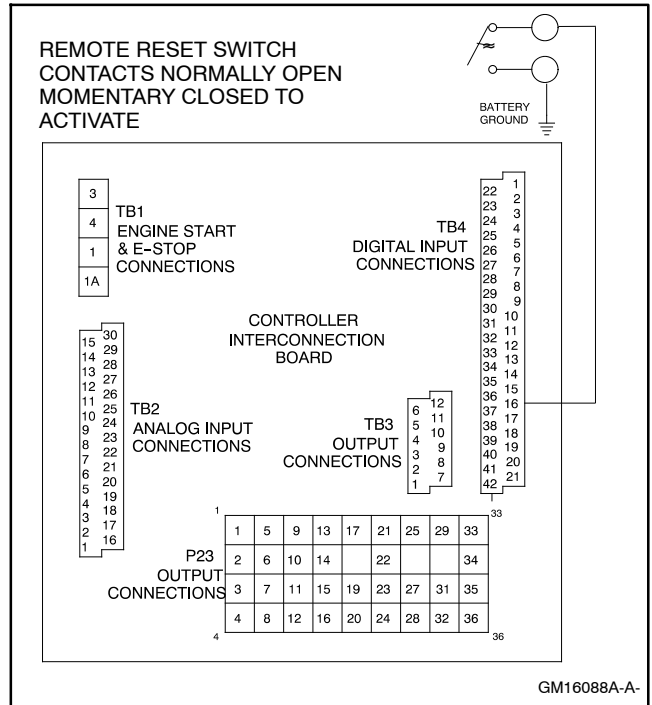 REMOTE RESET SWITCH
CONTACTS NORMALLY OPEN
MOMENTARY CLOSED TO
ACTIVATE
BATTERY
GROUND
3
4
1
1A
TB1
ENGINE START
& E-STOP
CONNECTIONS
TB4
DIGITAL INPUT
CONNECTIONS
22 1
23 2
24 3
25 4
26 5
27 6
28 7
29 8
30 9
31 10
32 11
33 12
34 13
35 14
36 15
37 16
38 17
39 18
40 19
41 20
42 21
CONTROLLER
INTERCONNECTION
BOARD
15 30
14 29
13 28
12 27
11 26
10 25
9 24
8 23
7 22
6 21
5 20
4 19
3 18
2 17
1 16
TB2
ANALOG INPUT
CONNECTIONS
TB3
OUTPUT
CONNECTIONS
6 12
5 11
4 10
3 9
2 8
1 7
P23
OUTPUT
CONNECTIONS
1 33
1 5 9 13 17 21 25 29 33
2 6 10 14 22 34
3 7 11 15 19 23 27 31 35
4 8 12 16 20 24 28 32 36
4 36
GM16088A-A-